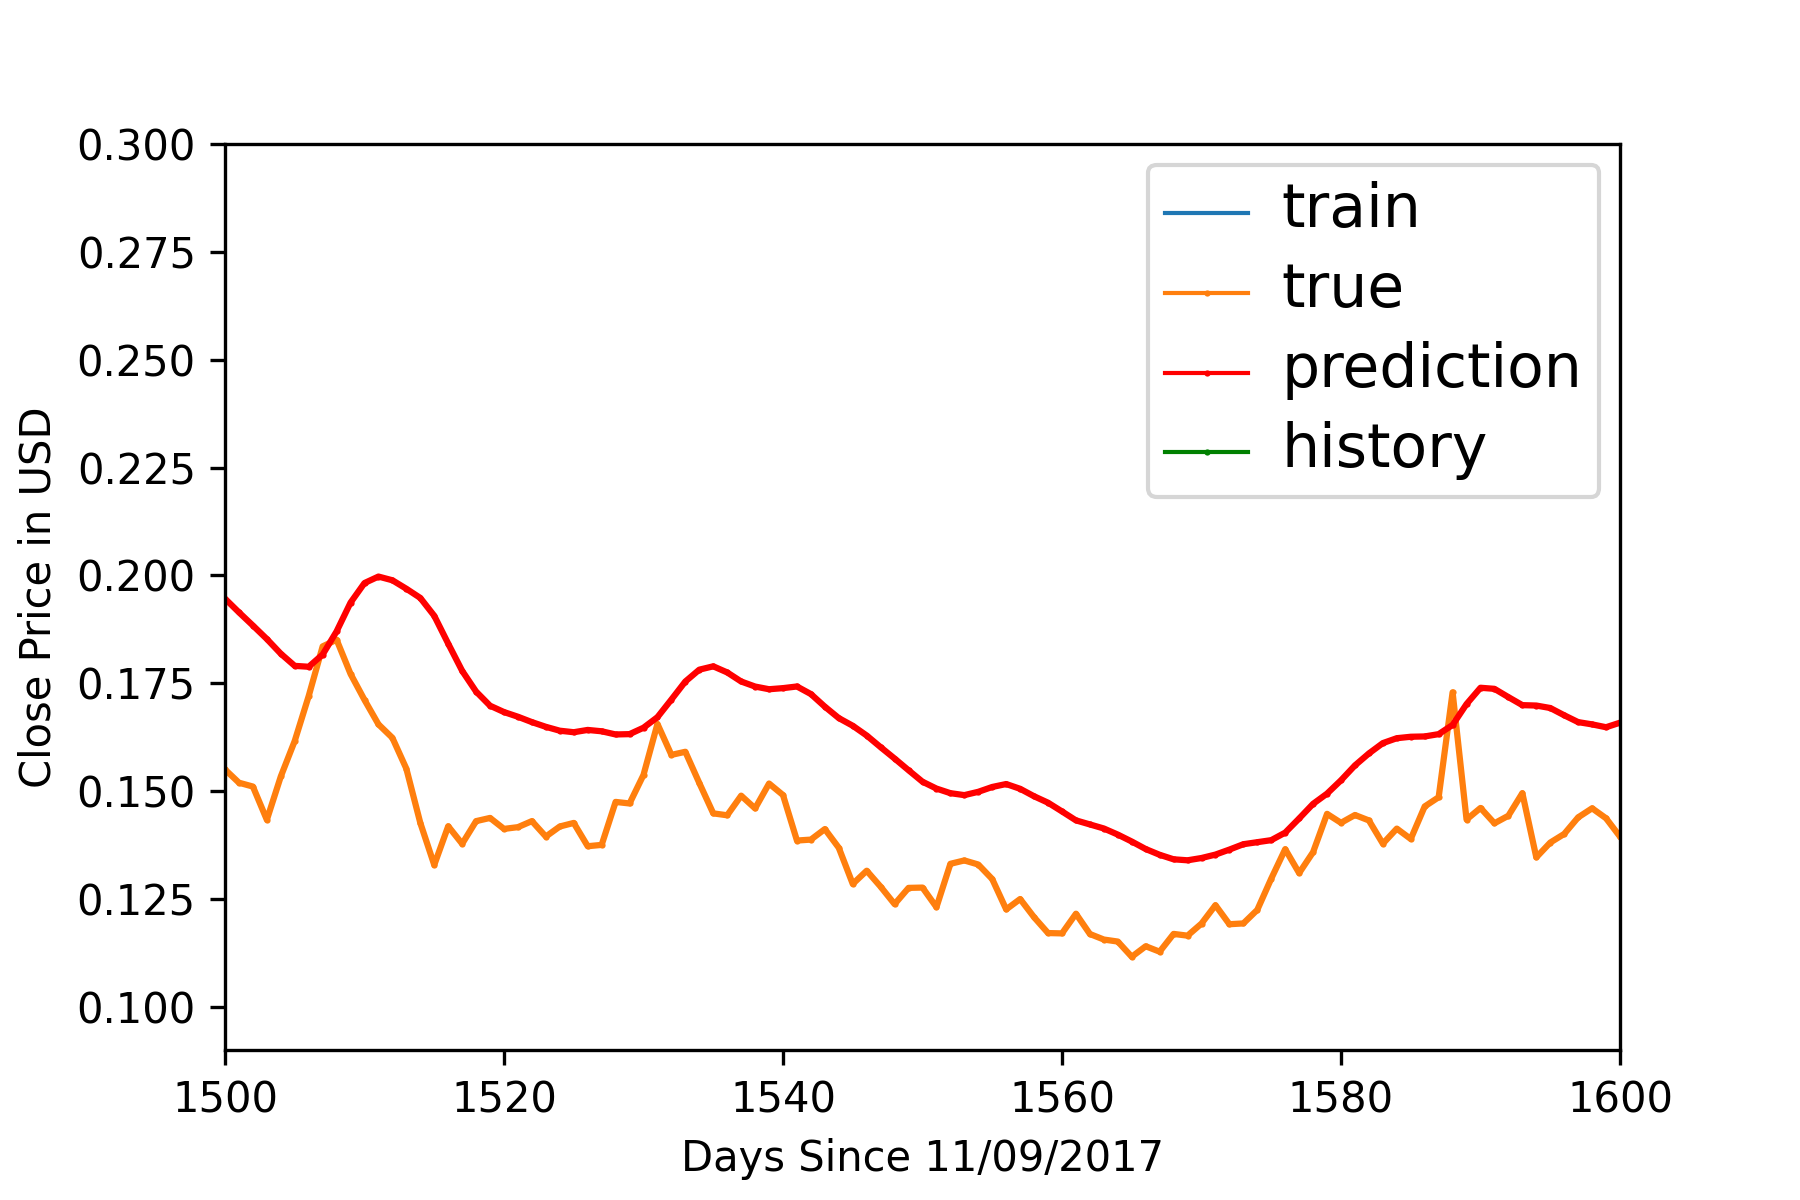 0.300
0.275
0.250
0.225
0.200
0.175
0.150
0.125
0.100
Close Price in USD
train
true
prediction
history
1500 1520 1540 1560 1580 1600
Days Since 11/09/2017